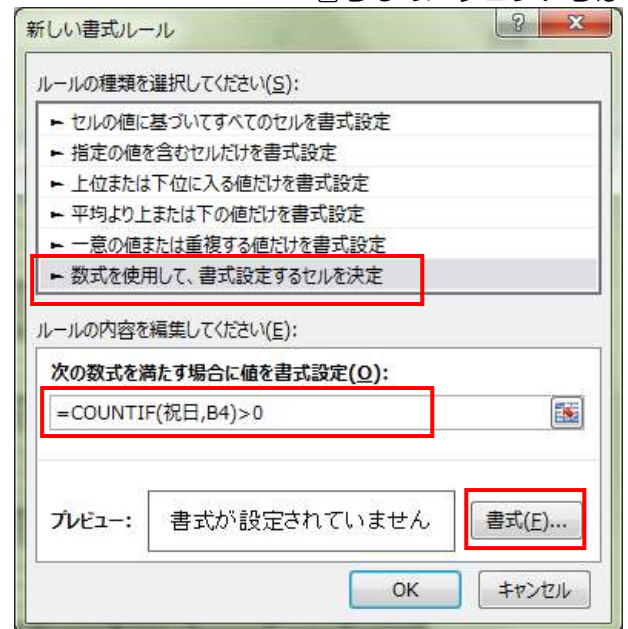 新しい書式ルール
ルールの種類を選択してください(S):
► セルの値に基づいてすべてのセルを書式設定
► 指定の値を含むセルだけを書式設定
► 上位または下位に入る値だけを書式設定
► 平均より上または下の値だけを書式設定
► 一意の値または重複する値だけを書式設定
► 数式を使用して、書式設定するセルを決定
ルールの内容を編集してください(E):
次の数式を満たす場合に値を書式設定(O):
=COUNTIF(祝日,B4)>0
プレビュー: 書式が設定されていません 書式(F)...
OK キャンセル